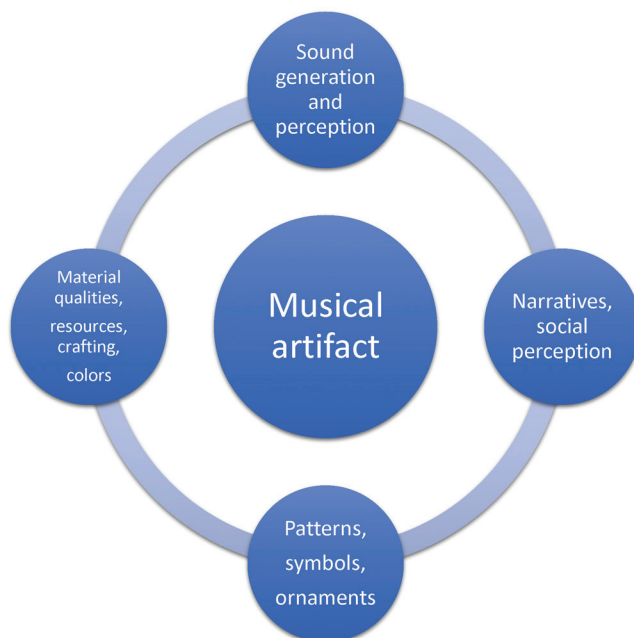 Sound
generation
and
perception
Material
qualities,
resources,
crafting,
colors
Musical
artifact
Narratives,
social
perception
Patterns,
symbols,
ornaments